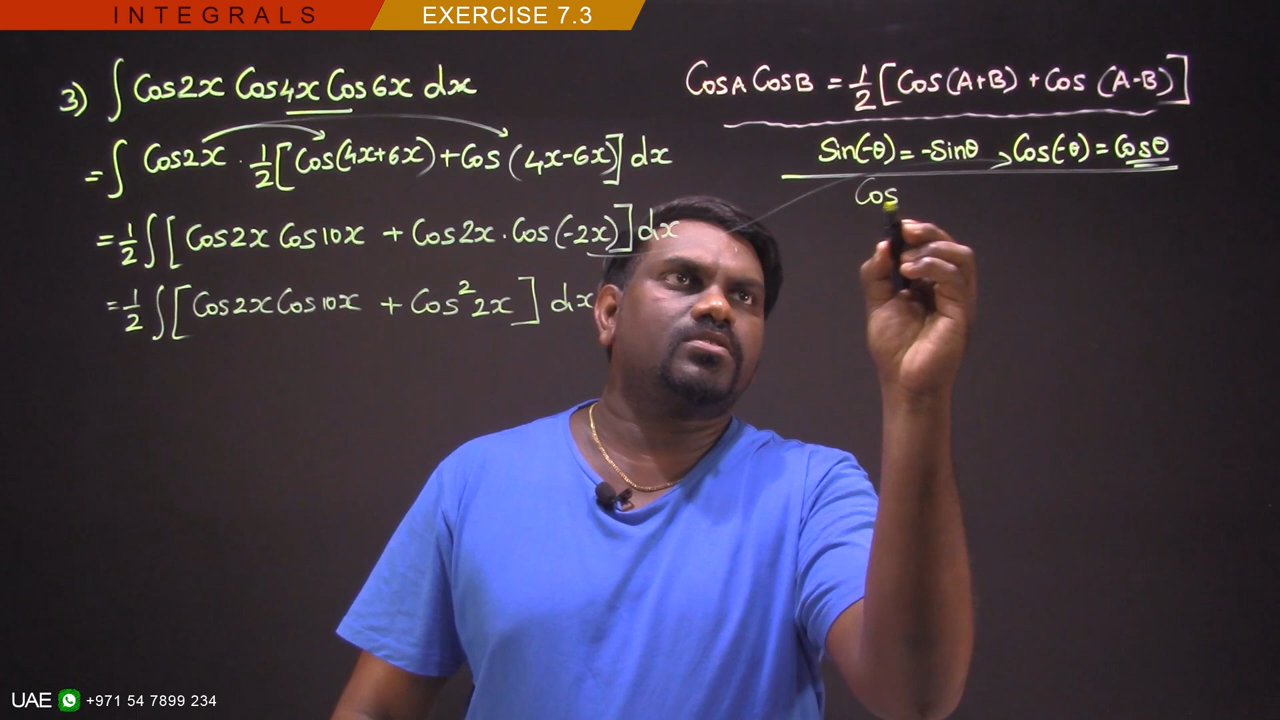 INTEGRALS EXERCISE 7.3
3) ∫ Cos2x Cos4x Cos6x dx
= ∫ Cos2x · 1/2 [Cos(4x+6x) + Cos (4x-6x)] dx
= 1/2 ∫ [Cos2x Cos10x + Cos2x · Cos(-2x)] dx
= 1/2 ∫ [Cos2x Cos10x + Cos² 2x] dx
CosA CosB = 1/2 [Cos(A+B) + Cos (A-B)]
Sin(-θ) = -Sinθ → Cos(-θ) = Cosθ
Cos
UAE +971 54 7899 234